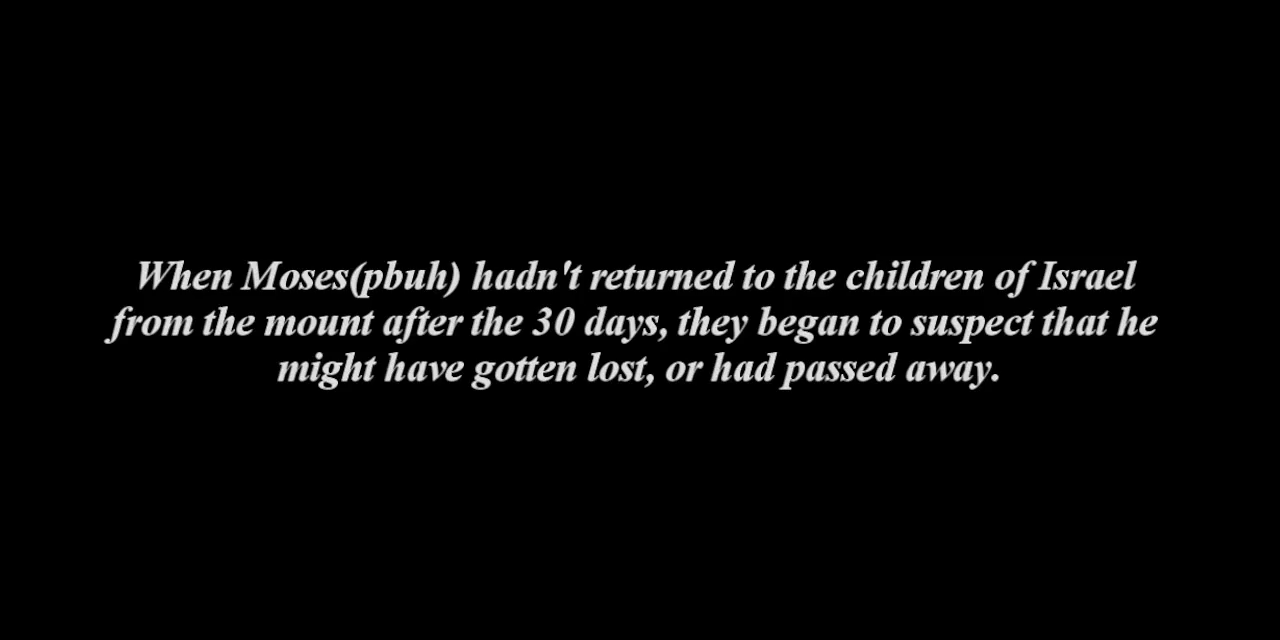 When Moses(pbuh) hadn't returned to the children of Israel
from the mount after the 30 days, they began to suspect that he
might have gotten lost, or had passed away.